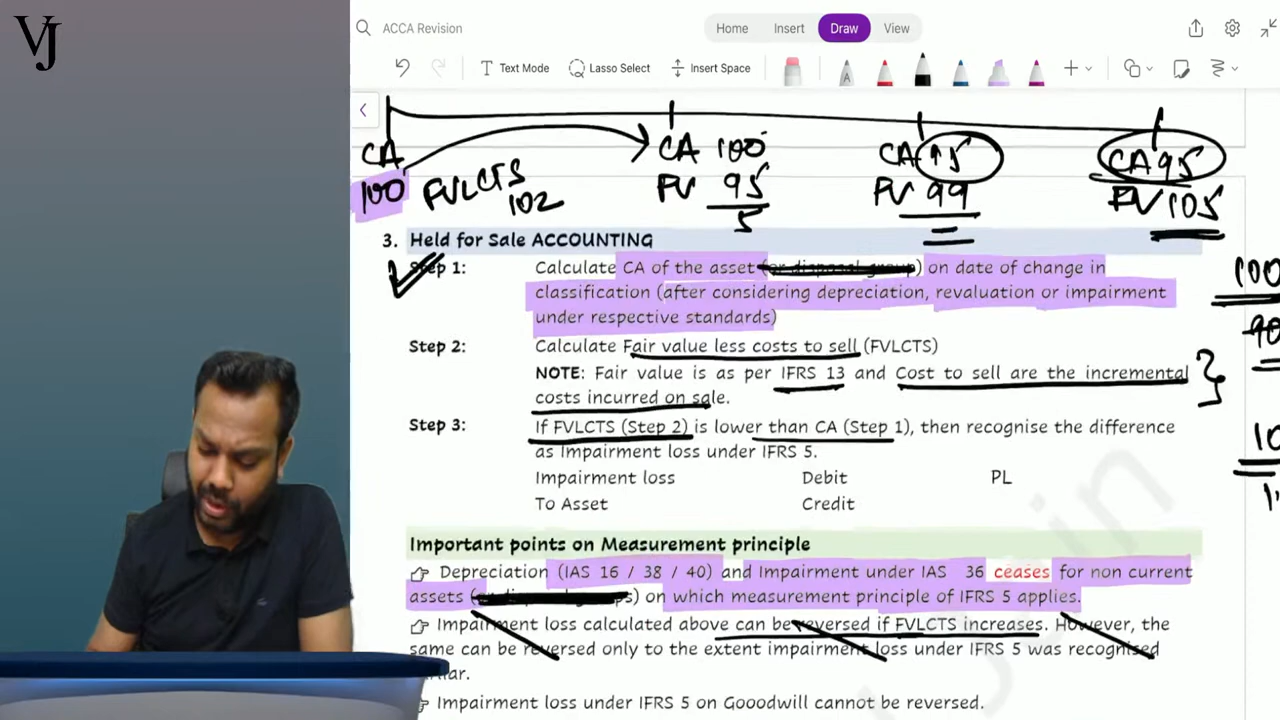 VJ
ACCA Revision
Home Insert Draw View
Text Mode Lasso Select Insert Space
CA 100 CA 15 CA 95
100 FVLCTS FV 95 FV 99 FV 105
102 5
3. Held for Sale ACCOUNTING
Step 1: Calculate CA of the asset (or disposal group) on date of change in
classification (after considering depreciation, revaluation or impairment
under respective standards)
100
90
Step 2: Calculate Fair value less costs to sell (FVLCTS)
NOTE: Fair value is as per IFRS 13 and Cost to sell are the incremental
costs incurred on sale.
Step 3: If FVLCTS (Step 2) is lower than CA (Step 1), then recognise the difference
as Impairment loss under IFRS 5.
Impairment loss Debit PL
To Asset Credit
Important points on Measurement principle
Depreciation (IAS 16 / 38 / 40) and Impairment under IAS 36 ceases for non current
assets on which measurement principle of IFRS 5 applies.
Impairment loss calculated above can be reversed if FVLCTS increases. However, the
same can be reversed only to the extent impairment loss under IFRS 5 was recognised
Impairment loss under IFRS 5 on Gooodwill cannot be reversed.